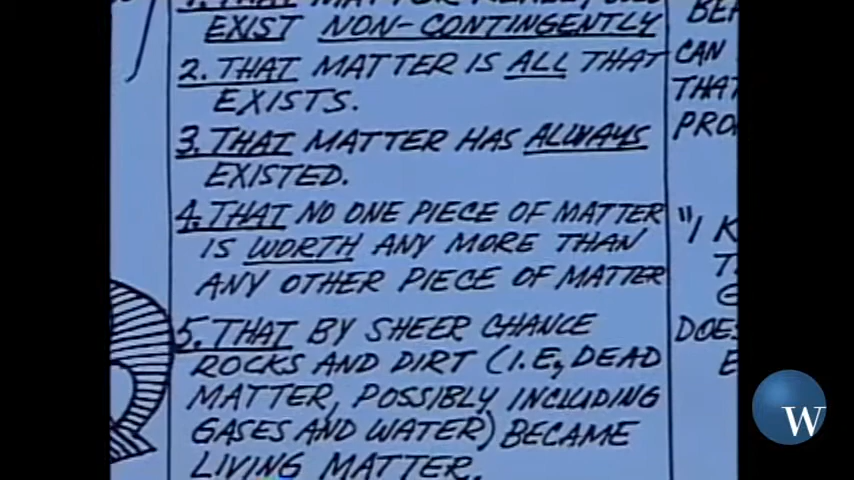 1. THAT MATTER
EXIST NON-CONTINGENTLY
2. THAT MATTER IS ALL THAT
EXISTS.
3. THAT MATTER HAS ALWAYS
EXISTED.
4. THAT NO ONE PIECE OF MATTER
IS WORTH ANY MORE THAN
ANY OTHER PIECE OF MATTER
5. THAT BY SHEER CHANCE
ROCKS AND DIRT (I.E., DEAD
MATTER, POSSIBLY INCLUDING
GASES AND WATER) BECAME
LIVING MATTER.
CAN
"I
W